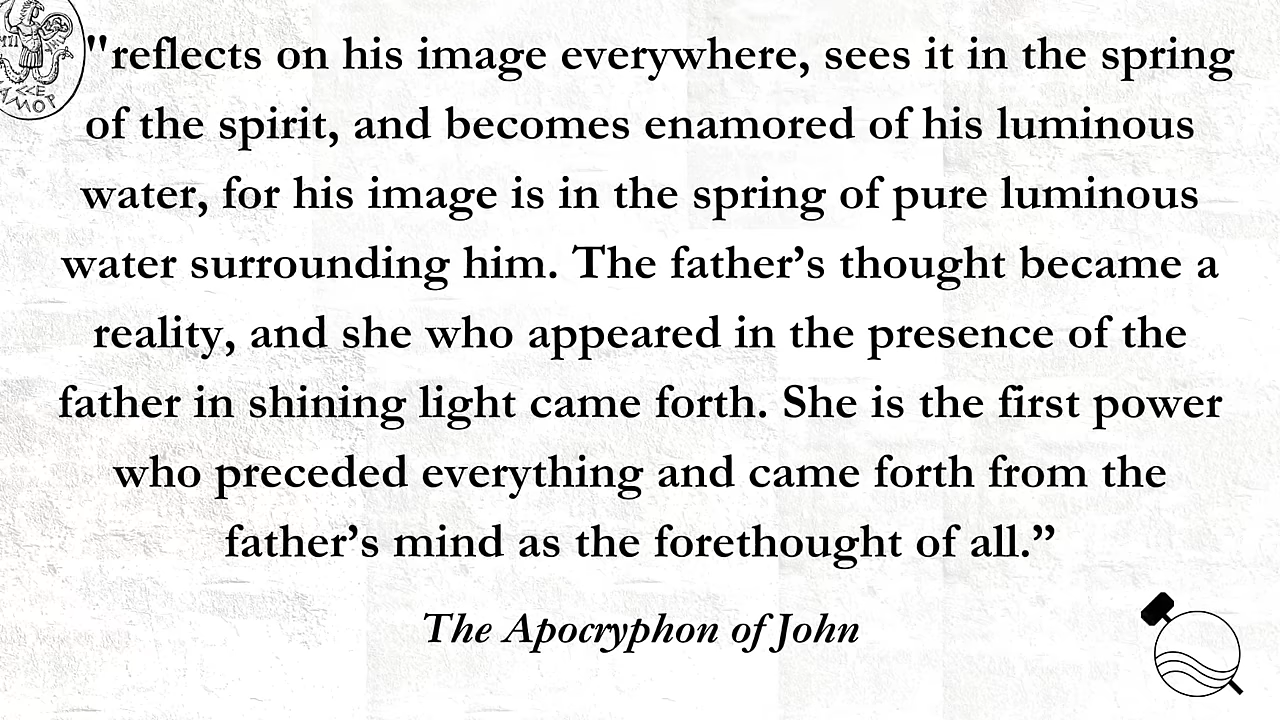 "reflects on his image everywhere, sees it in the spring
of the spirit, and becomes enamored of his luminous
water, for his image is in the spring of pure luminous
water surrounding him. The father’s thought became a
reality, and she who appeared in the presence of the
father in shining light came forth. She is the first power
who preceded everything and came forth from the
father’s mind as the forethought of all.”
The Apocryphon of John